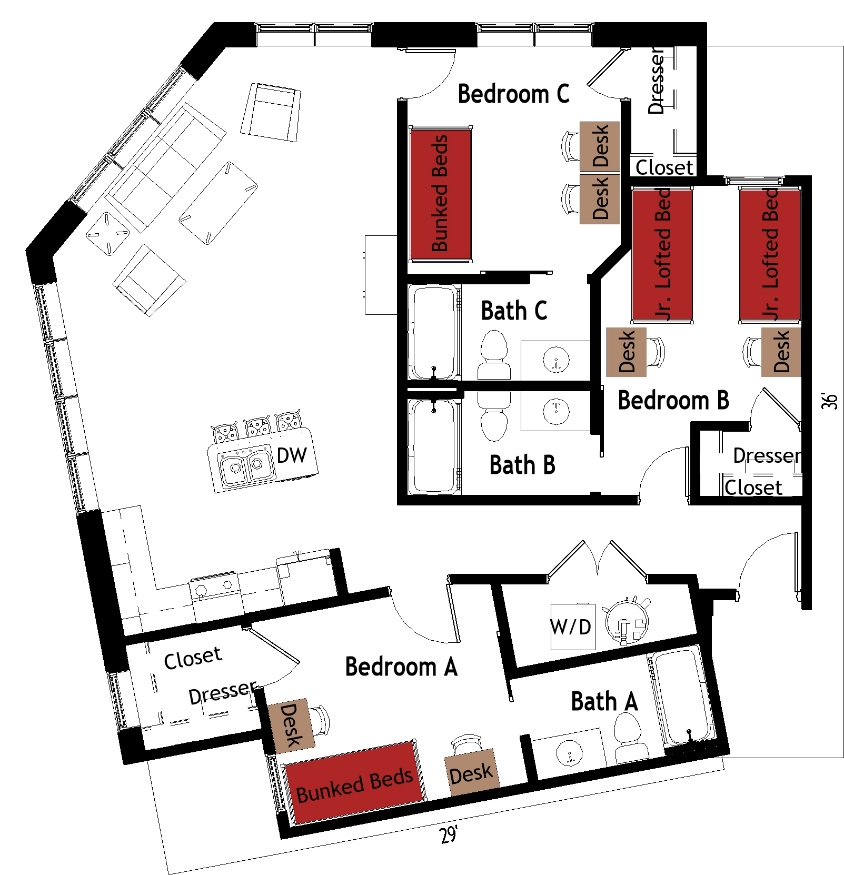 Bedroom C
Dresser
Closet
Bunked Beds
Desk
Desk
Jr. Lofted Bed
Jr. Lofted Bed
Bath C
Desk
Desk
Bedroom B
36'
Bath B
DW
Dresser
Closet
W/D
Closet
Dresser
Bedroom A
Bath A
Desk
Desk
Bunked Beds
29'